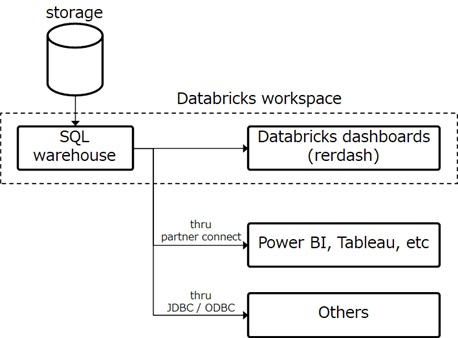 storage
Databricks workspace
SQL
warehouse
Databricks dashboards
(rerdash)
thru
partner connect
Power BI, Tableau, etc
thru
JDBC / ODBC
Others